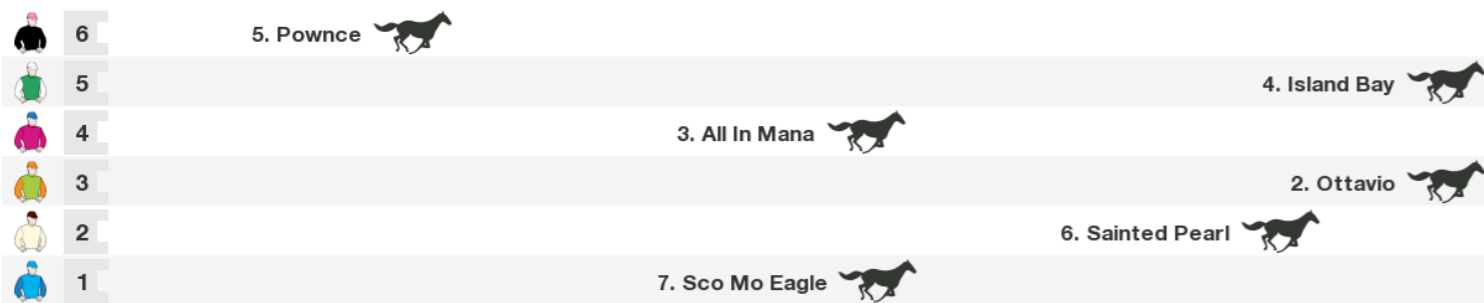 6 5. Pownce
5 4. Island Bay
4 3. All In Mana
3 2. Ottavio
2 6. Sainted Pearl
1 7. Sco Mo Eagle